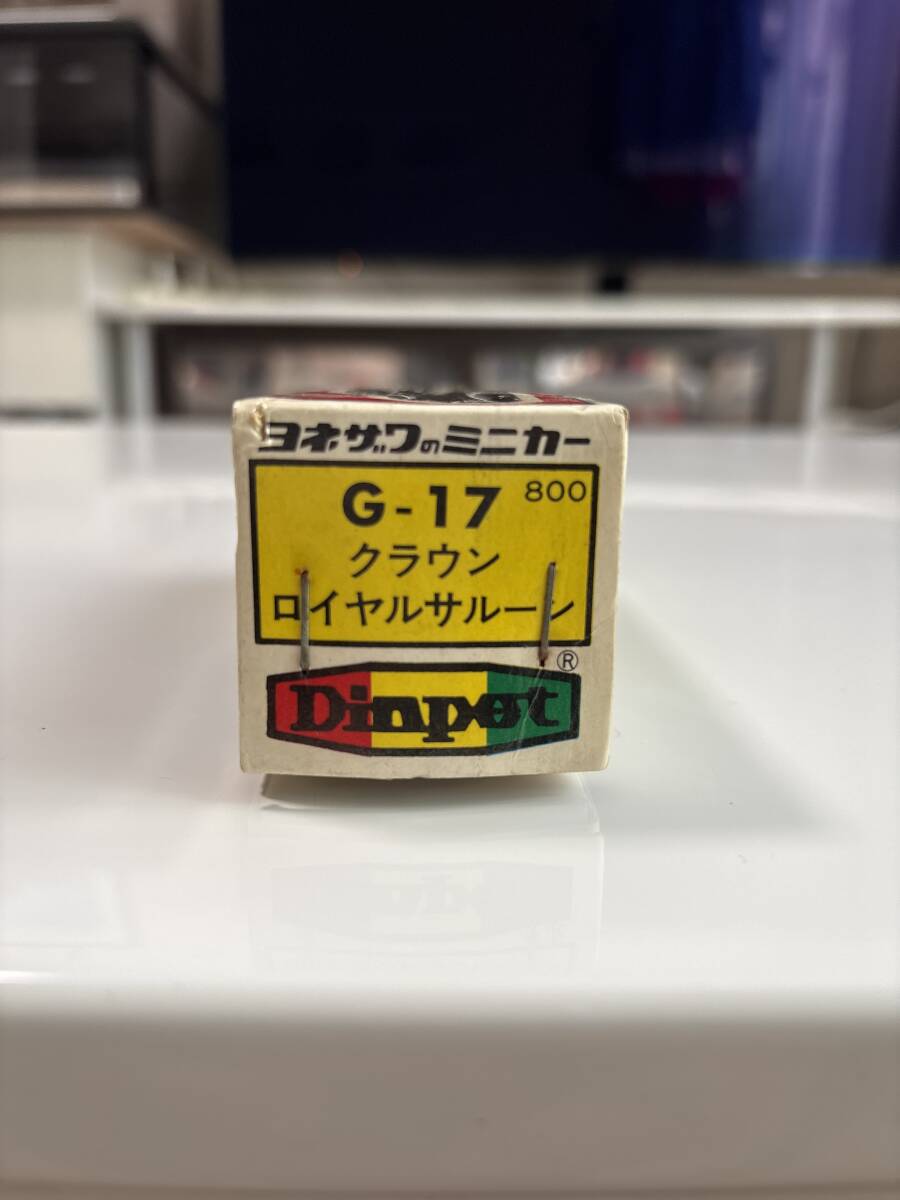 ヨネザワのミニカー
G-17 800
クラウン
ロイヤルサルーン
®
Diapet